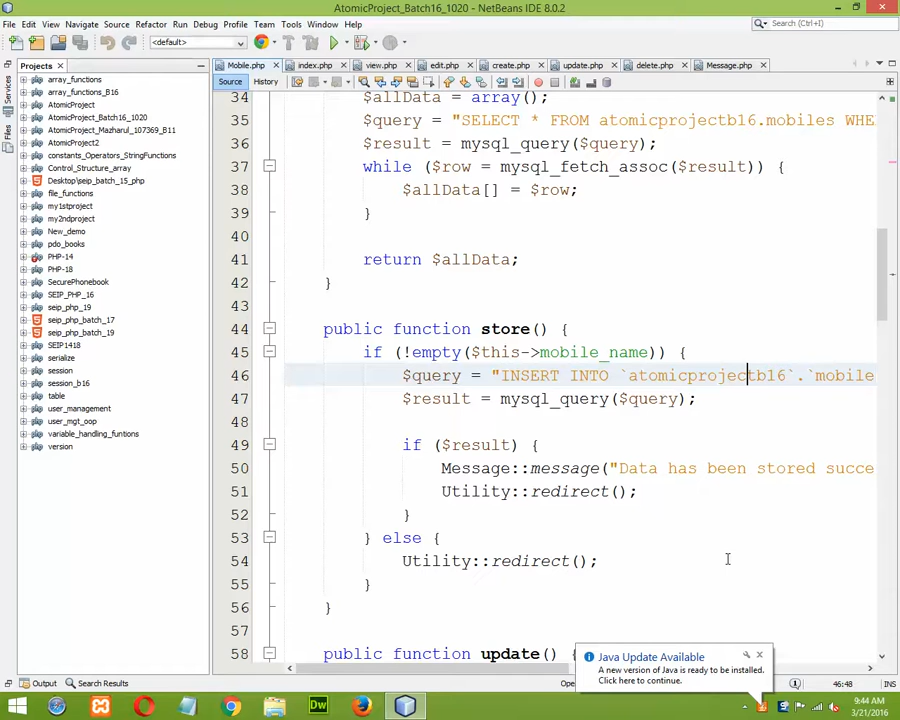 AtomicProject_Batch16_1020 - NetBeans IDE 8.0.2
File Edit View Navigate Source Refactor Run Debug Profile Team Tools Window Help
Search (Ctrl+I)
<default>
Projects
Mobile.php index.php view.php edit.php create.php update.php delete.php Message.php
Source History
Services
Files
array_functions
array_functions_B16
AtomicProject
AtomicProject_Batch16_1020
AtomicProject_Mazharul_107369_B11
AtomicProject2
constants_Operators_StringFunctions
Control_Structure_array
Desktop\seip_batch_15_php
file_functions
my1stproject
my2ndproject
New_demo
pdo_books
PHP-14
PHP-18
SecurePhonebook
SEIP_PHP_16
seip_php_19
seip_php_batch_17
seip_php_batch_19
SEIP1418
serialize
session
session_b16
table
user_management
user_mgt_oop
variable_handling_funtions
version
34 $allData = array();
35 $query = "SELECT * FROM atomicprojectb16.mobiles WHE
36 $result = mysql_query($query);
37 while ($row = mysql_fetch_assoc($result)) {
38 $allData[] = $row;
39 }
40
41 return $allData;
42 }
43
44 public function store() {
45 if (!empty($this->mobile_name)) {
46 $query = "INSERT INTO `atomicprojectb16`.`mobile
47 $result = mysql_query($query);
48
49 if ($result) {
50 Message::message("Data has been stored succe
51 Utility::redirect();
52 }
53 } else {
54 Utility::redirect();
55 }
56 }
57
58 public function update() {
Java Update Available
A new version of Java is ready to be installed.
Click here to continue.
Output Search Results
46:48 INS
9:44 AM
3/21/2016